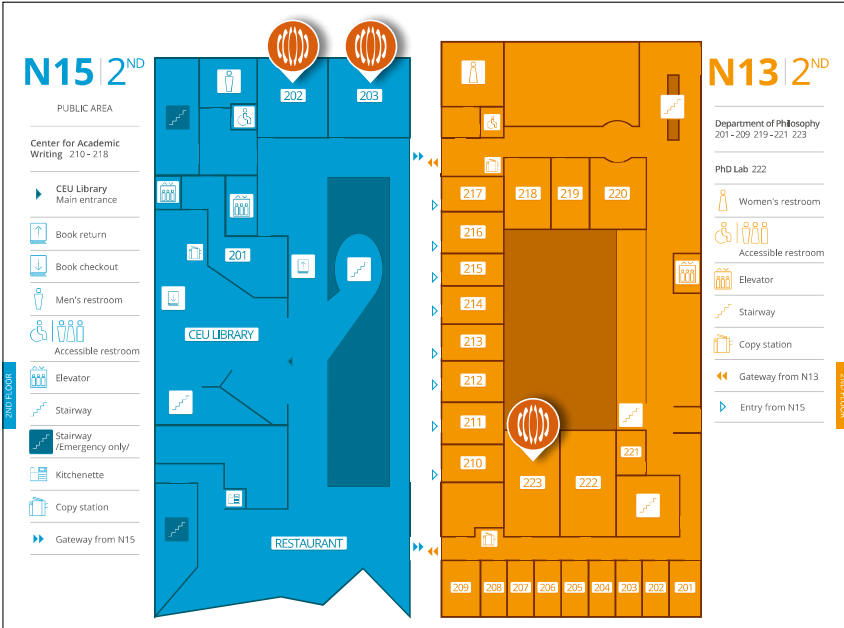 N15 | 2ND
PUBLIC AREA
Center for Academic
Writing 210 - 218
CEU Library
Main entrance
Book return
Book checkout
Men's restroom
Accessible restroom
Elevator
Stairway
Stairway
/Emergency only/
Kitchenette
Copy station
Gateway from N15
2ND FLOOR
202
203
201
CEU LIBRARY
RESTAURANT
217
218
219
220
216
215
214
213
212
211
210
223
222
221
209
208
207
206
205
204
203
202
201
N13 | 2ND
Department of Philosophy
201 - 209 219 - 221 223
PhD Lab 222
Women's restroom
Accessible restroom
Elevator
Stairway
Copy station
Gateway from N13
Entry from N15
2ND FLOOR